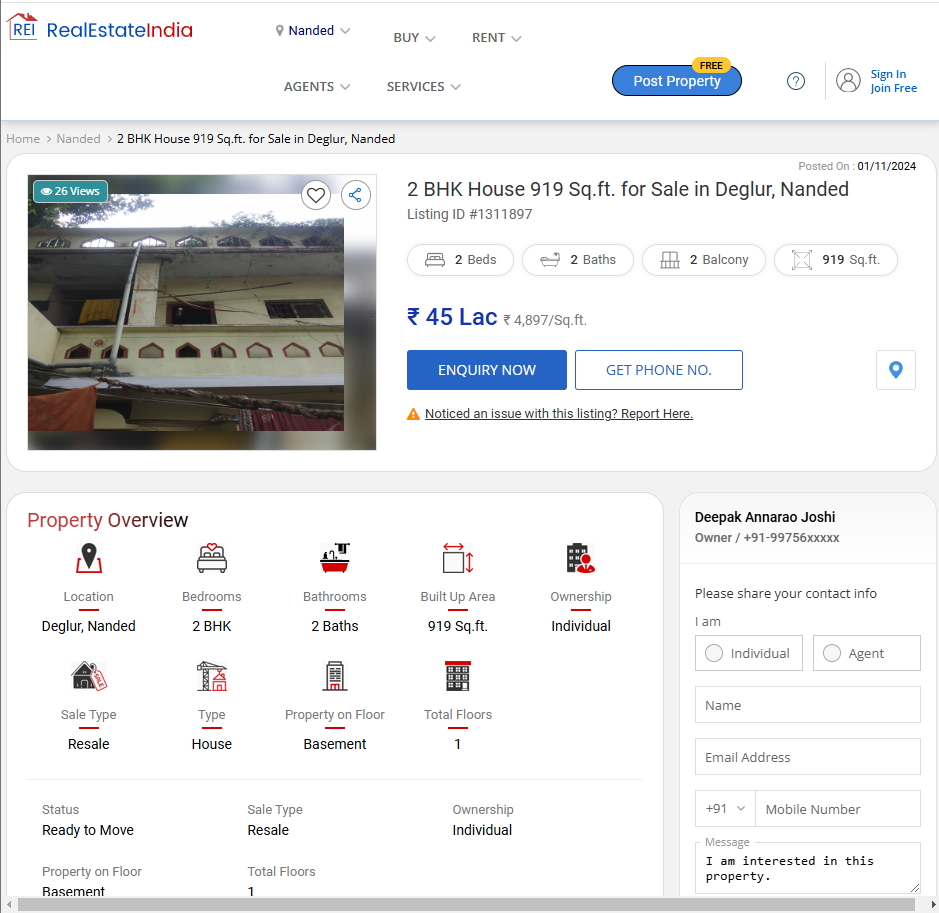 REI RealEstateIndia
Nanded
BUY
RENT
AGENTS
SERVICES
FREE
Post Property
?
Sign In
Join Free
Home > Nanded > 2 BHK House 919 Sq.ft. for Sale in Deglur, Nanded
Posted On : 01/11/2024
26 Views
2 BHK House 919 Sq.ft. for Sale in Deglur, Nanded
Listing ID #1311897
2 Beds
2 Baths
2 Balcony
919 Sq.ft.
₹ 45 Lac ₹ 4,897/Sq.ft.
ENQUIRY NOW
GET PHONE NO.
Noticed an issue with this listing? Report Here.
Property Overview
Location
Deglur, Nanded
Bedrooms
2 BHK
Bathrooms
2 Baths
Built Up Area
919 Sq.ft.
Ownership
Individual
SALE
Sale Type
Resale
Type
House
Property on Floor
Basement
Total Floors
1
Status
Ready to Move
Sale Type
Resale
Ownership
Individual
Property on Floor
Basement
Total Floors
1
Deepak Annarao Joshi
Owner / +91-99756xxxxx
Please share your contact info
I am
Individual
Agent
Name
Email Address
+91
Mobile Number
Message
I am interested in this
property.